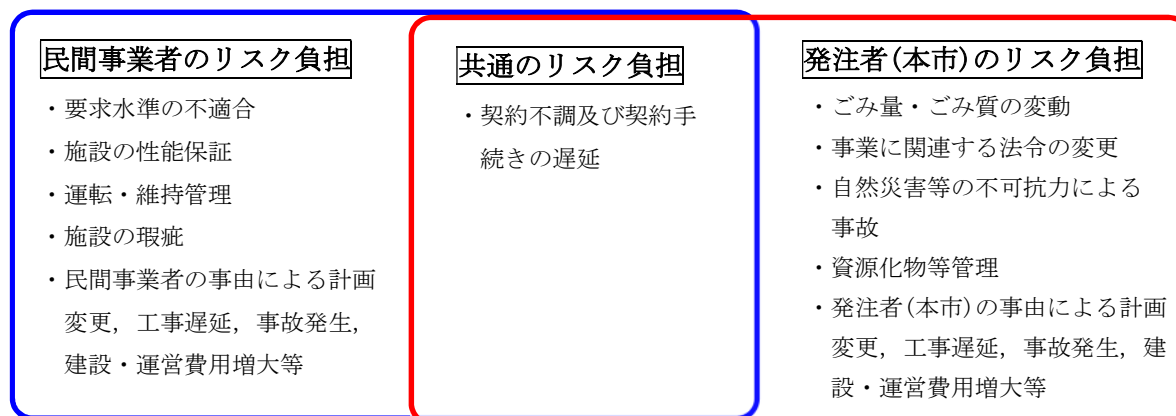 民間事業者のリスク負担
・要求水準の不適合
・施設の性能保証
・運転・維持管理
・施設の瑕疵
・民間事業者の事由による計画
変更，工事遅延，事故発生，
建設・運営費用増大等
共通のリスク負担
・契約不調及び契約手
続きの遅延
発注者(本市)のリスク負担
・ごみ量・ごみ質の変動
・事業に関連する法令の変更
・自然災害等の不可抗力による
事故
・資源化物等管理
・発注者(本市)の事由による計画
変更，工事遅延，事故発生，建
設・運営費用増大等